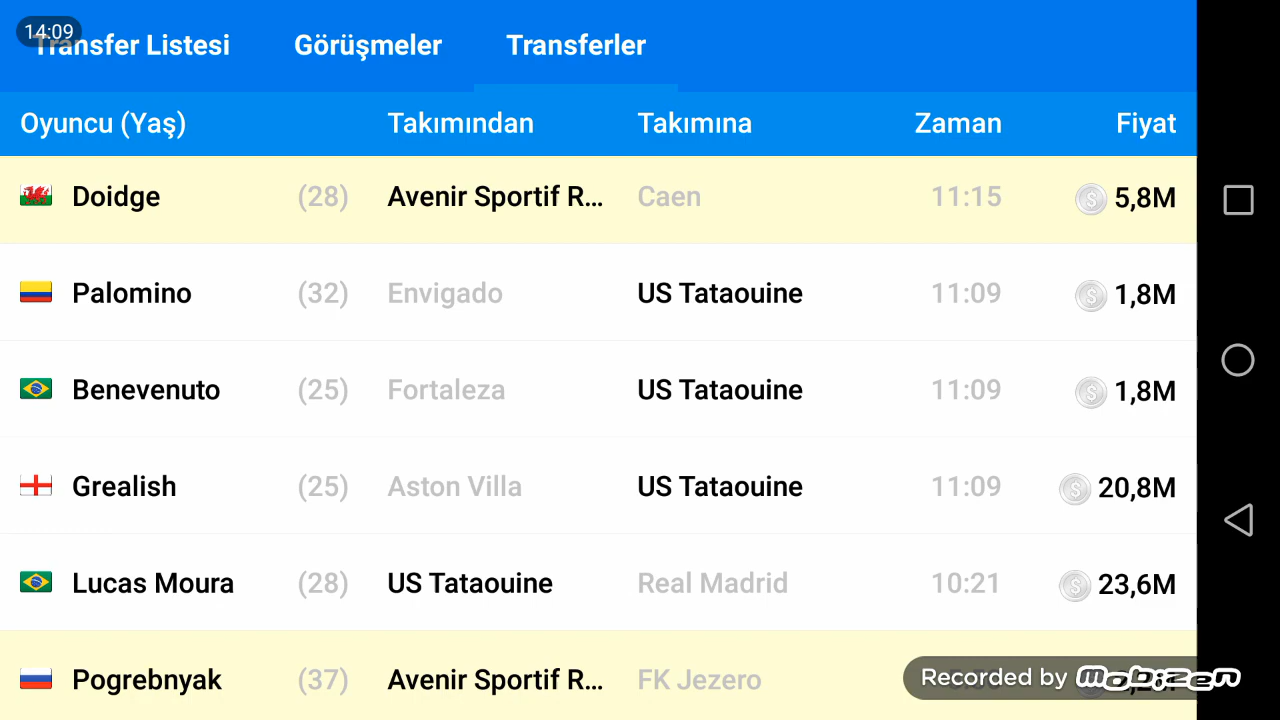 14:09
Transfer Listesi Görüşmeler Transferler
Oyuncu (Yaş) Takımından Takımına Zaman Fiyat
Doidge (28) Avenir Sportif R... Caen 11:15 5,8M
Palomino (32) Envigado US Tataouine 11:09 1,8M
Benevenuto (25) Fortaleza US Tataouine 11:09 1,8M
Grealish (25) Aston Villa US Tataouine 11:09 20,8M
Lucas Moura (28) US Tataouine Real Madrid 10:21 23,6M
Pogrebnyak (37) Avenir Sportif R... FK Jezero
Recorded by mobizen